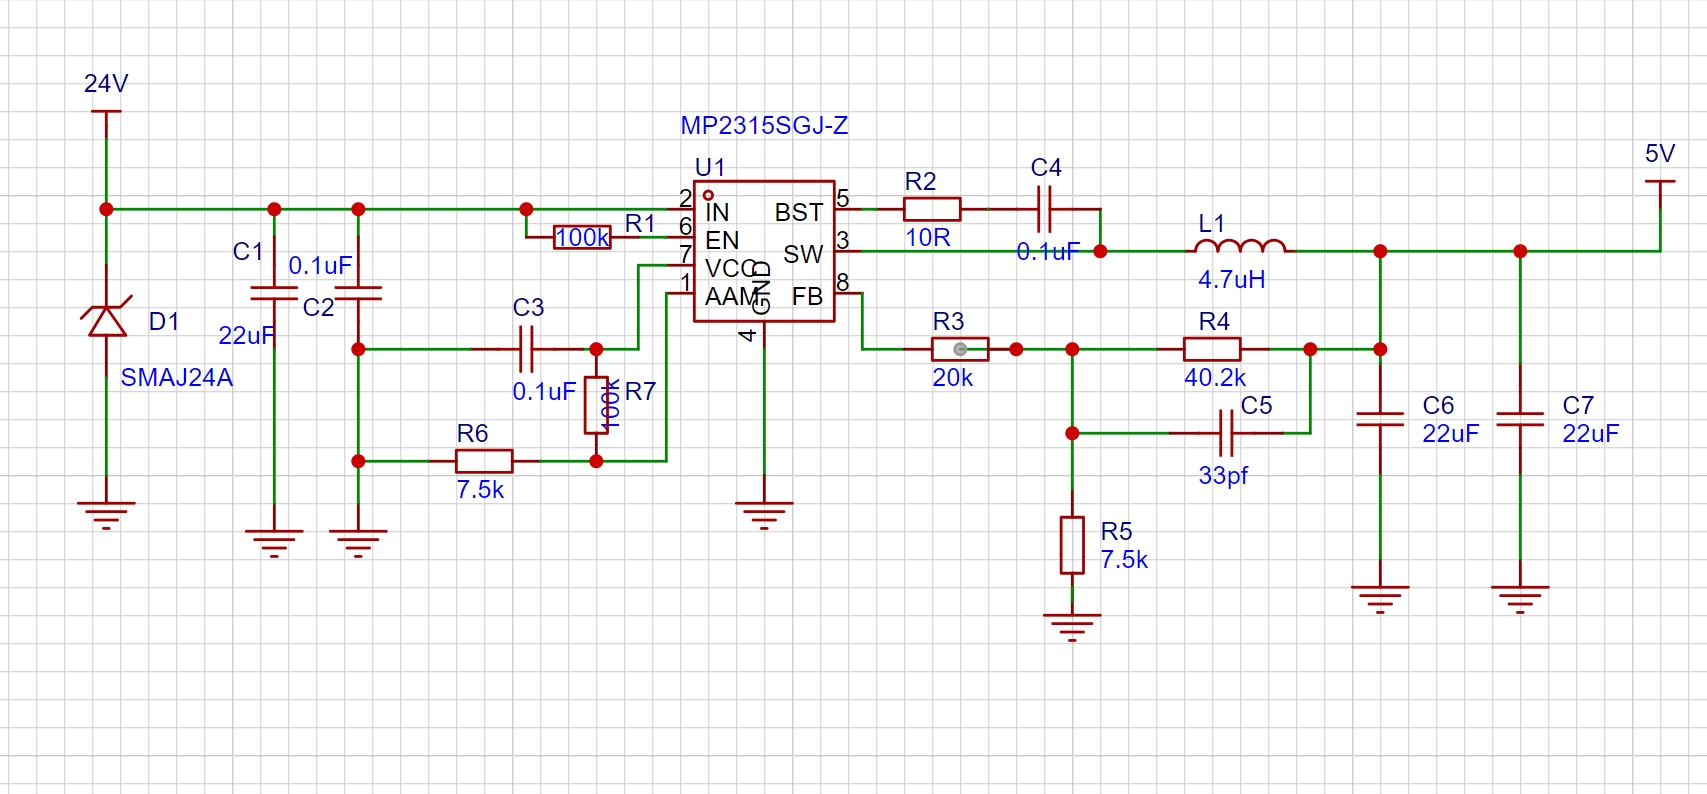 24V
MP2315SGJ-Z
5V
U1
C4
R2
2
5
IN
BST
L1
R1
6
100k
EN
10R
3
C1
0.1uF
7
VCC
SW
0.1uF
4.7uH
1
8
AAM
GND
FB
C2
C3
D1
22uF
4
R3
R4
SMAJ24A
0.1uF
100k
R7
20k
40.2k
C5
C6
C7
R6
22uF
22uF
7.5k
33pf
R5
7.5k